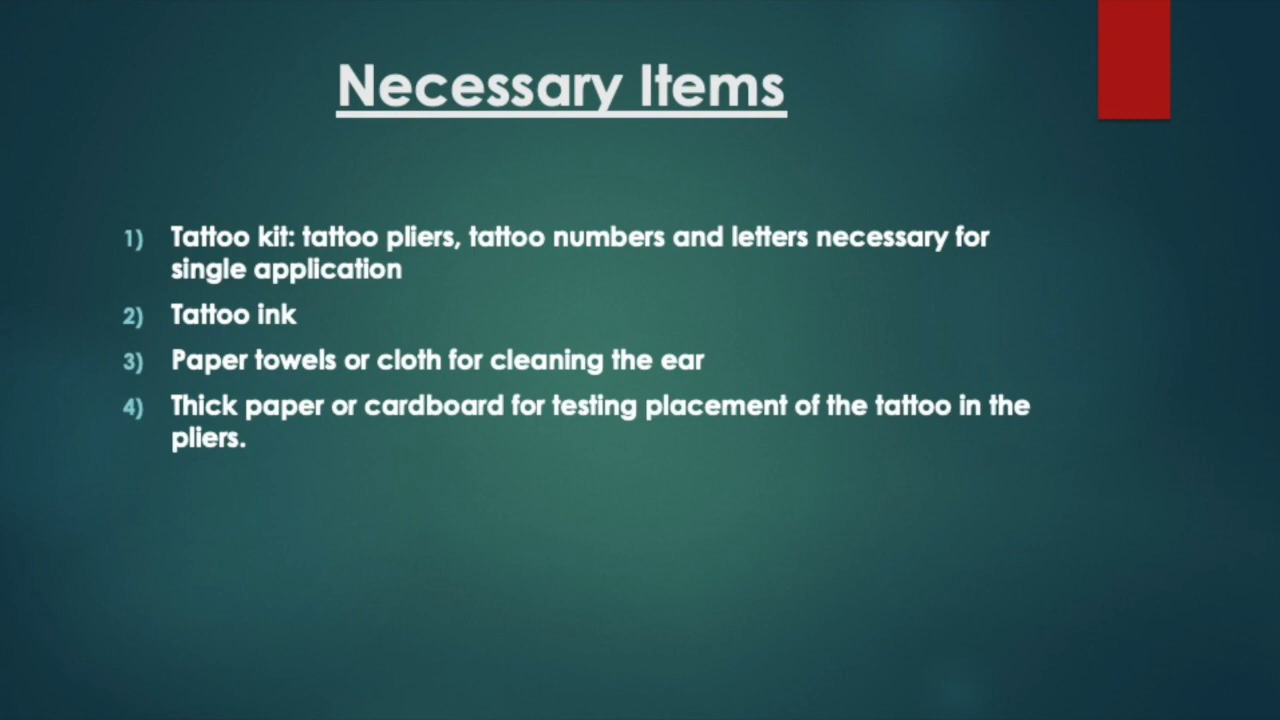 Necessary Items
1) Tattoo kit: tattoo pliers, tattoo numbers and letters necessary for
single application
2) Tattoo ink
3) Paper towels or cloth for cleaning the ear
4) Thick paper or cardboard for testing placement of the tattoo in the
pliers.